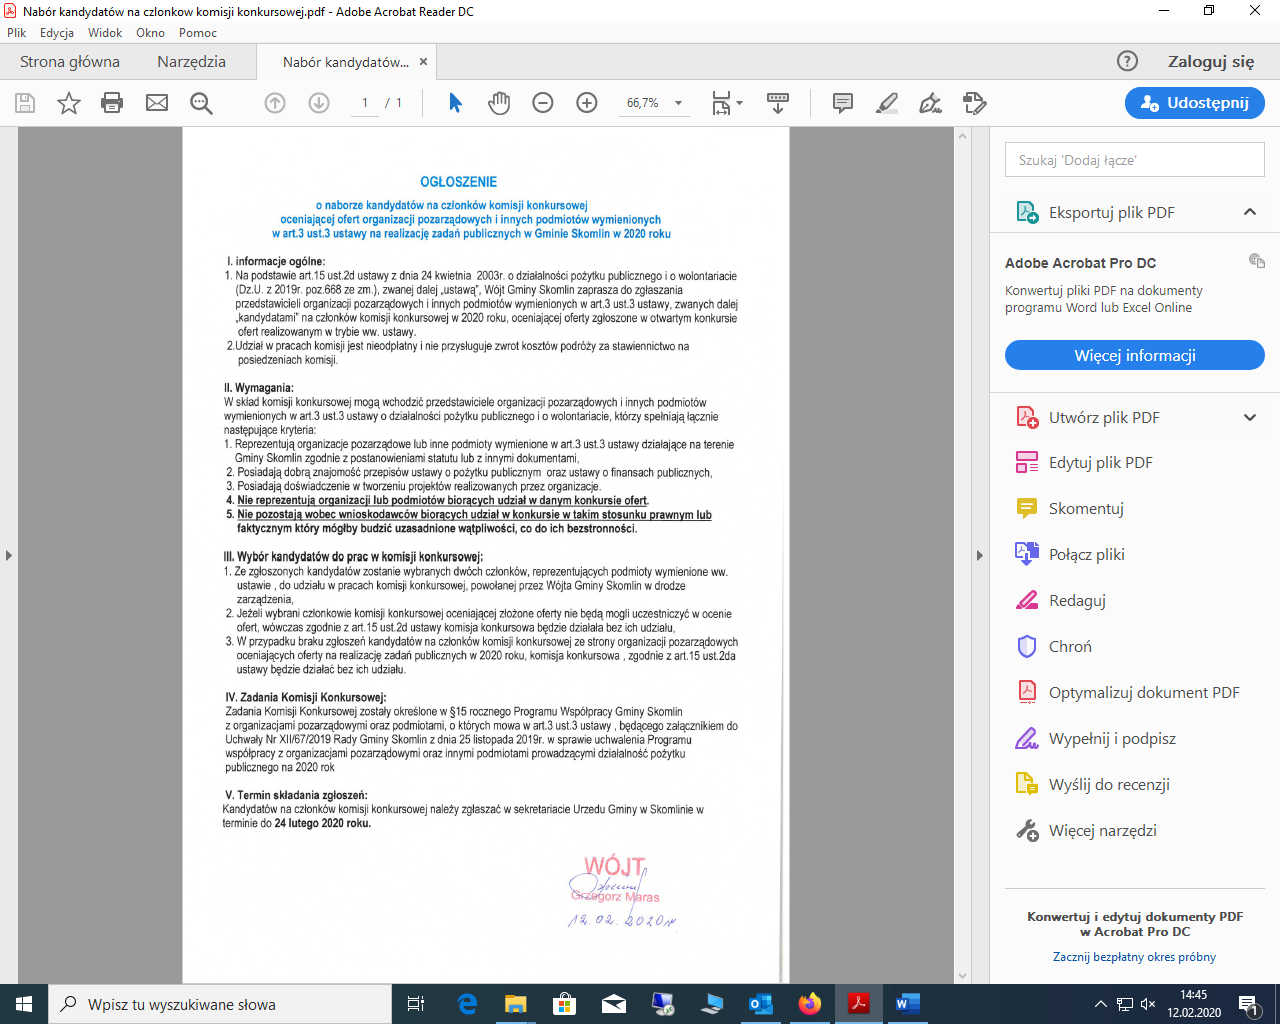 Nabór kandydatów na czlonkow komisji konkursowej.pdf - Adobe Acrobat Reader DC
Plik Edycja Widok Okno Pomoc
Strona główna Narzędzia Nabór kandydatów... × Zaloguj się
1 / 1 66,7% Udostępnij
OGŁOSZENIE
o naborze kandydatów na członków komisji konkursowej
oceniającej ofert organizacji pozarządowych i innych podmiotów wymienionych
w art.3 ust.3 ustawy na realizację zadań publicznych w Gminie Skomlin w 2020 roku
I. informacje ogólne:
1. Na podstawie art.15 ust.2d ustawy z dnia 24 kwietnia 2003r. o działalności pożytku publicznego i o wolontariacie
(Dz.U. z 2019r. poz.668 ze zm.), zwanej dalej „ustawą”, Wójt Gminy Skomlin zaprasza do zgłaszania
przedstawicieli organizacji pozarządowych i innych podmiotów wymienionych w art.3 ust.3 ustawy, zwanych dalej
„kandydatami” na członków komisji konkursowej w 2020 roku, oceniającej oferty zgłoszone w otwartym konkursie
ofert realizowanym w trybie ww. ustawy.
2.Udział w pracach komisji jest nieodpłatny i nie przysługuje zwrot kosztów podróży za stawiennictwo na
posiedzeniach komisji.
II. Wymagania:
W skład komisji konkursowej mogą wchodzić przedstawiciele organizacji pozarządowych i innych podmiotów
wymienionych w art.3 ust.3 ustawy o działalności pożytku publicznego i o wolontariacie, którzy spełniają łącznie
następujące kryteria:
1. Reprezentują organizacje pozarządowe lub inne podmioty wymienione w art.3 ust.3 ustawy działające na terenie
Gminy Skomlin zgodnie z postanowieniami statutu lub z innymi dokumentami,
2. Posiadają dobrą znajomość przepisów ustawy o pożytku publicznym oraz ustawy o finansach publicznych,
3. Posiadają doświadczenie w tworzeniu projektów realizowanych przez organizacje.
4. Nie reprezentują organizacji lub podmiotów biorących udział w danym konkursie ofert.
5. Nie pozostają wobec wnioskodawców biorących udział w konkursie w takim stosunku prawnym lub
faktycznym który mógłby budzić uzasadnione wątpliwości, co do ich bezstronności.
III. Wybór kandydatów do prac w komisji konkursowej;
1. Ze zgłoszonych kandydatów zostanie wybranych dwóch członków, reprezentujących podmioty wymienione ww.
ustawie , do udziału w pracach komisji konkursowej, powołanej przez Wójta Gminy Skomlin w drodze
zarządzenia,
2. Jeżeli wybrani członkowie komisji konkursowej oceniającej złożone oferty nie będą mogli uczestniczyć w ocenie
ofert, wówczas zgodnie z art.15 ust.2d ustawy komisja konkursowa będzie działała bez ich udziału,
3. W przypadku braku zgłoszeń kandydatów na członków komisji konkursowej ze strony organizacji pozarządowych
oceniających oferty na realizację zadań publicznych w 2020 roku, komisja konkursowa , zgodnie z art.15 ust.2da
ustawy będzie działać bez ich udziału.
IV. Zadania Komisji Konkursowej:
Zadania Komisji Konkursowej zostały określone w §15 rocznego Programu Współpracy Gminy Skomlin
z organizacjami pozarządowymi oraz podmiotami, o których mowa w art.3 ust.3 ustawy , będącego załącznikiem do
Uchwały Nr XII/67/2019 Rady Gminy Skomlin z dnia 25 listopada 2019r. w sprawie uchwalenia Programu
współpracy z organizacjami pozarządowymi oraz innymi podmiotami prowadzącymi działalność pożytku
publicznego na 2020 rok
V. Termin składania zgłoszeń:
Kandydatów na członków komisji konkursowej należy zgłaszać w sekretariacie Urzedu Gminy w Skomlinie w
terminie do 24 lutego 2020 roku.
WÓJT
Grzegorz Maras
12.02.2020r
Szukaj 'Dodaj łącze'
Eksportuj plik PDF
Adobe Acrobat Pro DC
Konwertuj pliki PDF na dokumenty
programu Word lub Excel Online
Więcej informacji
Utwórz plik PDF
Edytuj plik PDF
Skomentuj
Połącz pliki
Redaguj
Chroń
Optymalizuj dokument PDF
Wypełnij i podpisz
Wyślij do recenzji
Więcej narzędzi
Konwertuj i edytuj dokumenty PDF
w Acrobat Pro DC
Zacznij bezpłatny okres próbny
Wpisz tu wyszukiwane słowa
14:45
12.02.2020
1